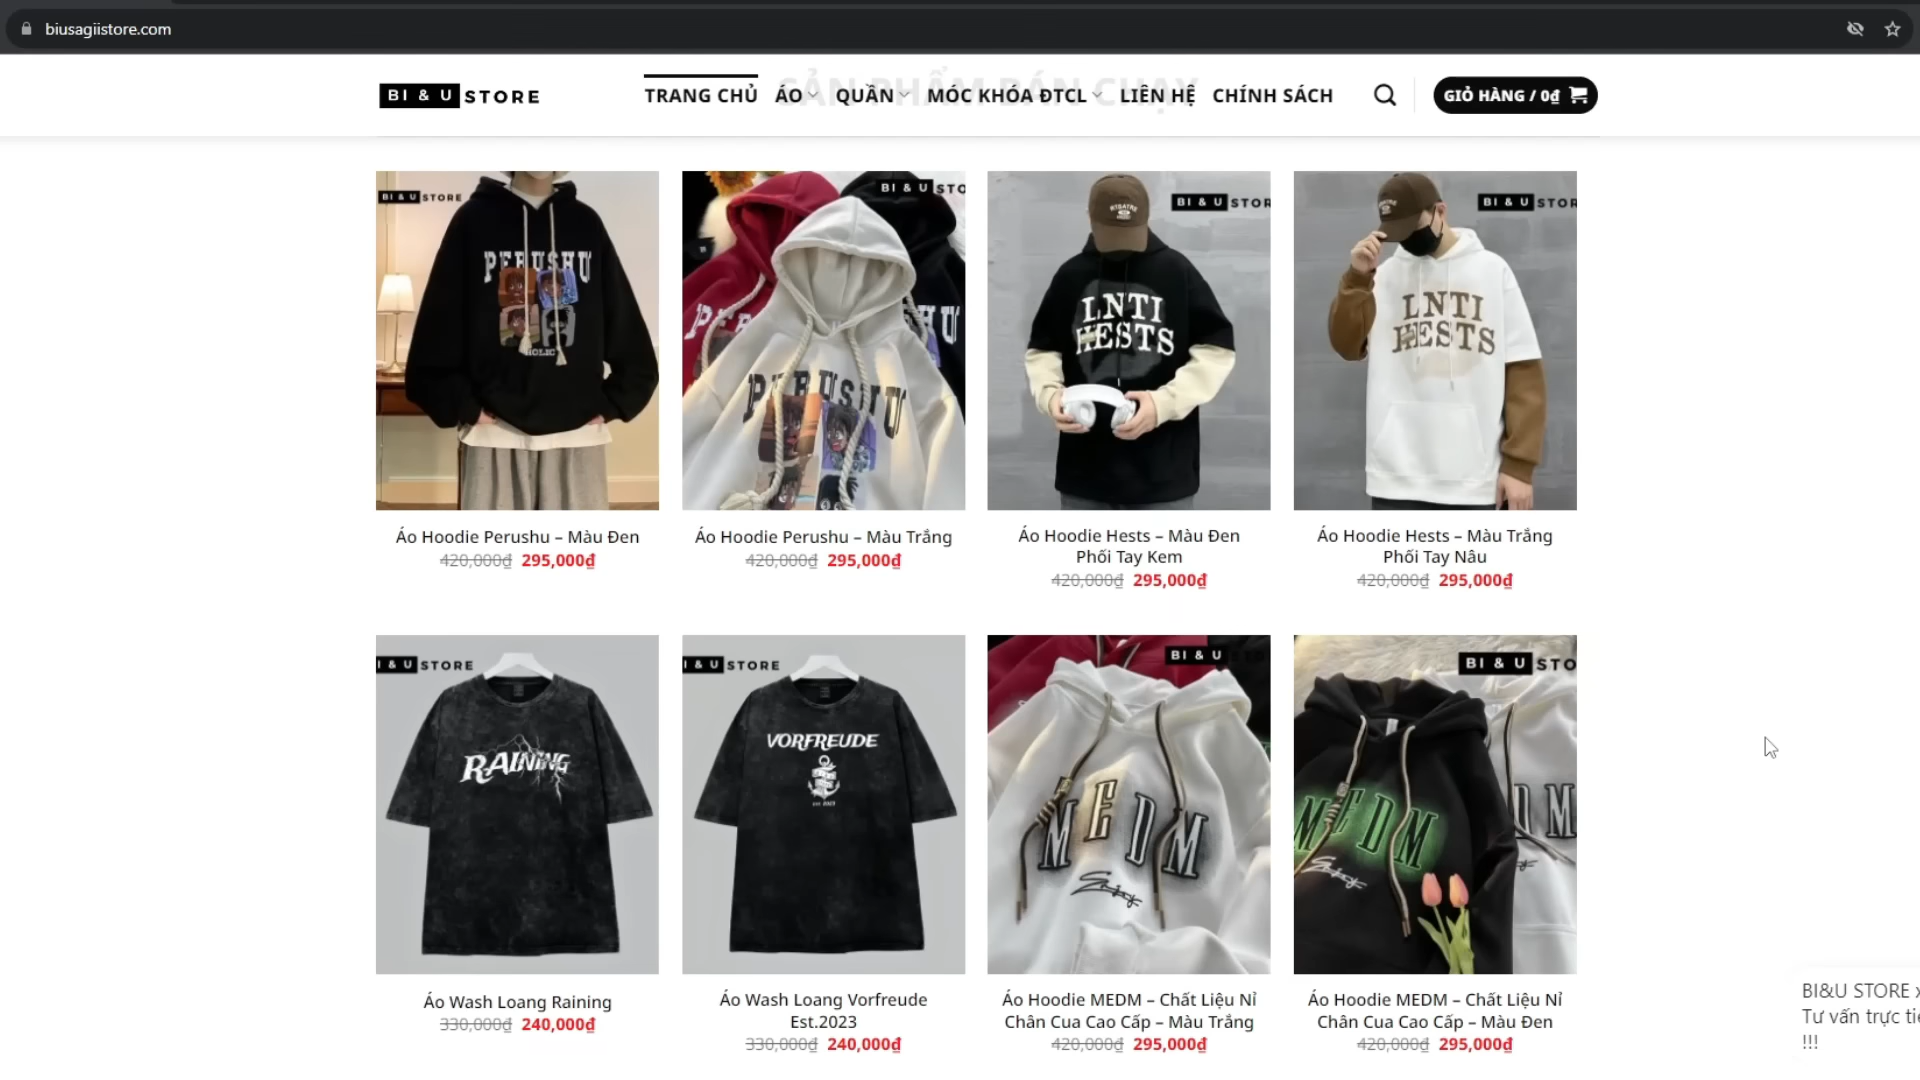 biusagiistore.com
SẢN PHẨM BÁN CHẠY
BI & U STORE
TRANG CHỦ
ÁO
QUẦN
MÓC KHÓA ĐTCL
LIÊN HỆ
CHÍNH SÁCH
GIỎ HÀNG / 0₫
BI & U STORE
PERUSHU
HOLIC
BI & U STO
PERUSHU
BI & U STOR
LNTI
HESTS
BI & U STOR
LNTI
HESTS
Áo Hoodie Perushu – Màu Đen
420,000₫ 295,000₫
Áo Hoodie Perushu – Màu Trắng
420,000₫ 295,000₫
Áo Hoodie Hests – Màu Đen
Phối Tay Kem
420,000₫ 295,000₫
Áo Hoodie Hests – Màu Trắng
Phối Tay Nâu
420,000₫ 295,000₫
I & U STORE
RAINING
I & U STORE
VORFREUDE
BI & U
MEDM
BI & U STO
MEDM
Áo Wash Loang Raining
330,000₫ 240,000₫
Áo Wash Loang Vorfreude
Est.2023
330,000₫ 240,000₫
Áo Hoodie MEDM – Chất Liệu Nỉ
Chân Cua Cao Cấp – Màu Trắng
420,000₫ 295,000₫
Áo Hoodie MEDM – Chất Liệu Nỉ
Chân Cua Cao Cấp – Màu Đen
420,000₫ 295,000₫
BI&U STORE
Tư vấn trực ti
!!!